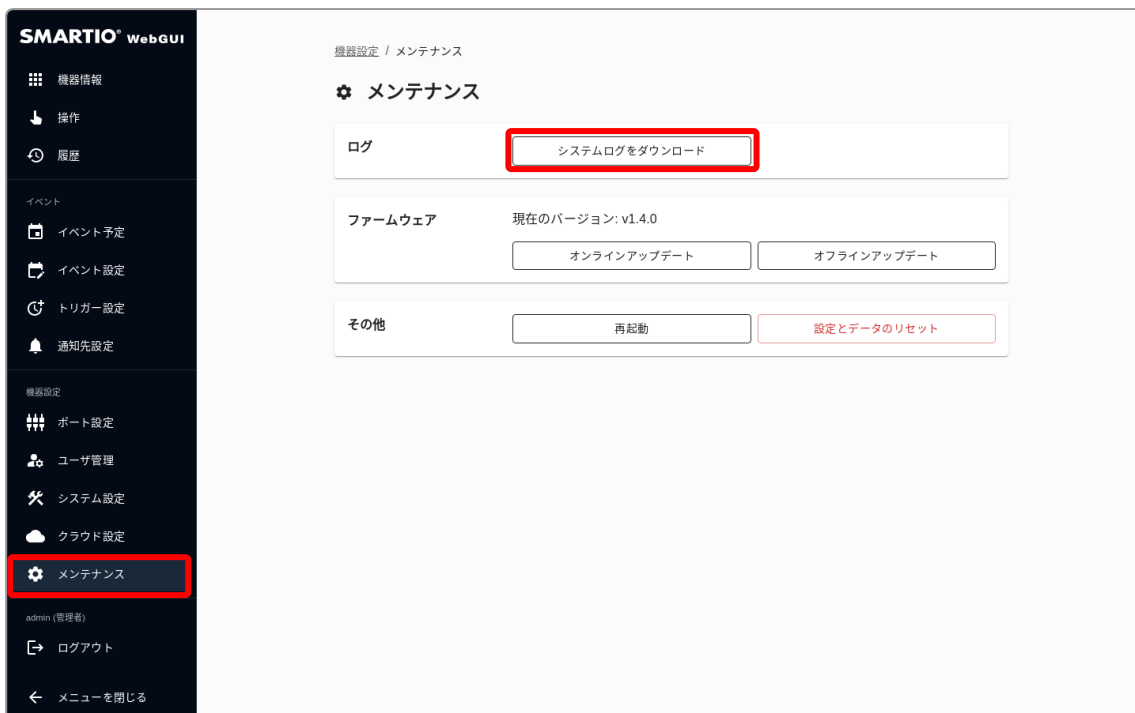 SMARTIO® WebGUI
機器情報
操作
履歴
イベント
イベント予定
イベント設定
トリガー設定
通知先設定
機器設定
ポート設定
ユーザ管理
システム設定
クラウド設定
メンテナンス
admin (管理者)
ログアウト
メニューを閉じる
機器設定 / メンテナンス
メンテナンス
ログ
システムログをダウンロード
ファームウェア
現在のバージョン: v1.4.0
オンラインアップデート
オフラインアップデート
その他
再起動
設定とデータのリセット